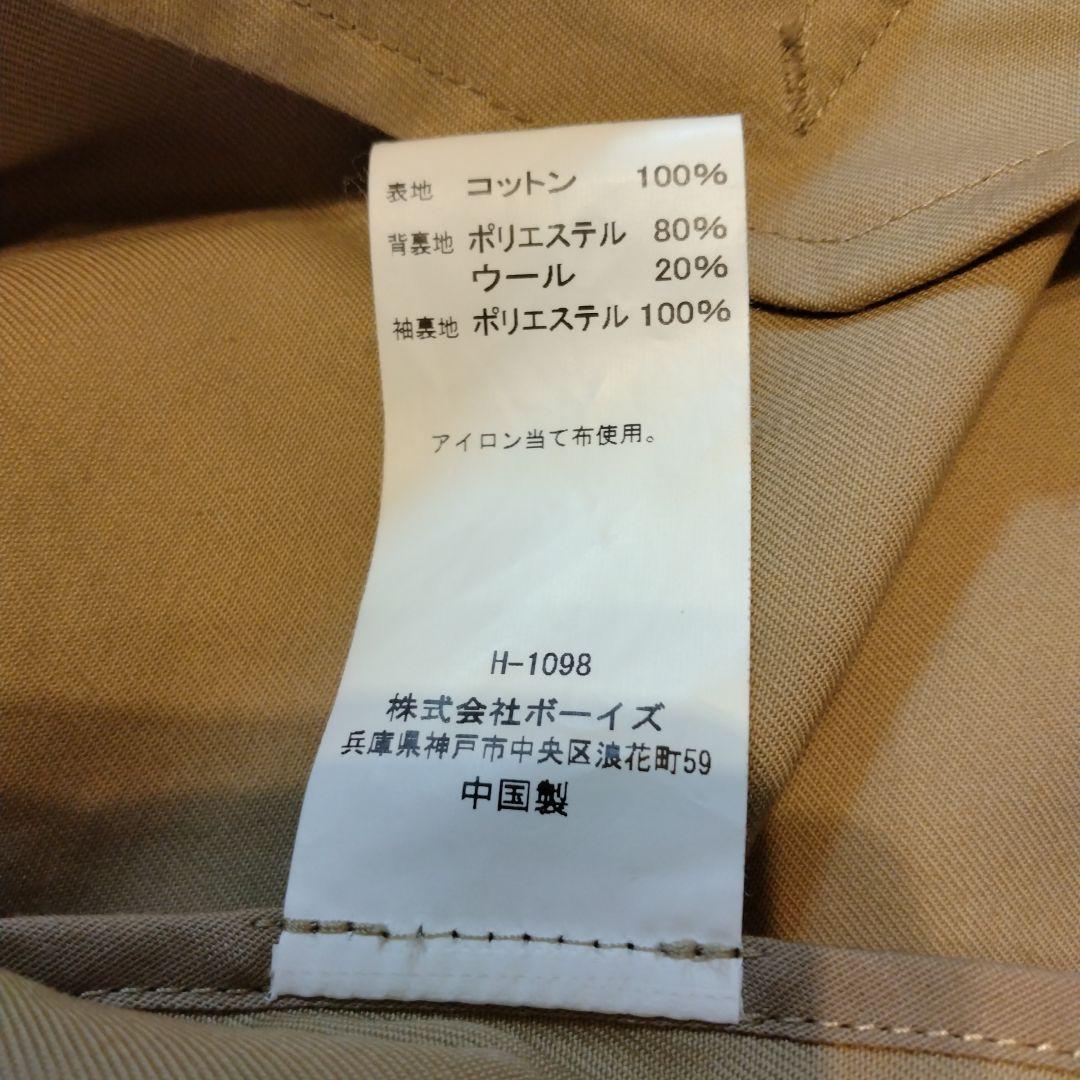 表地 コットン 100%
背裏地 ポリエステル 80%
ウール 20%
袖裏地 ポリエステル 100%
アイロン当て布使用。
H-1098
株式会社ボーイズ
兵庫県神戸市中央区浪花町59
中国製